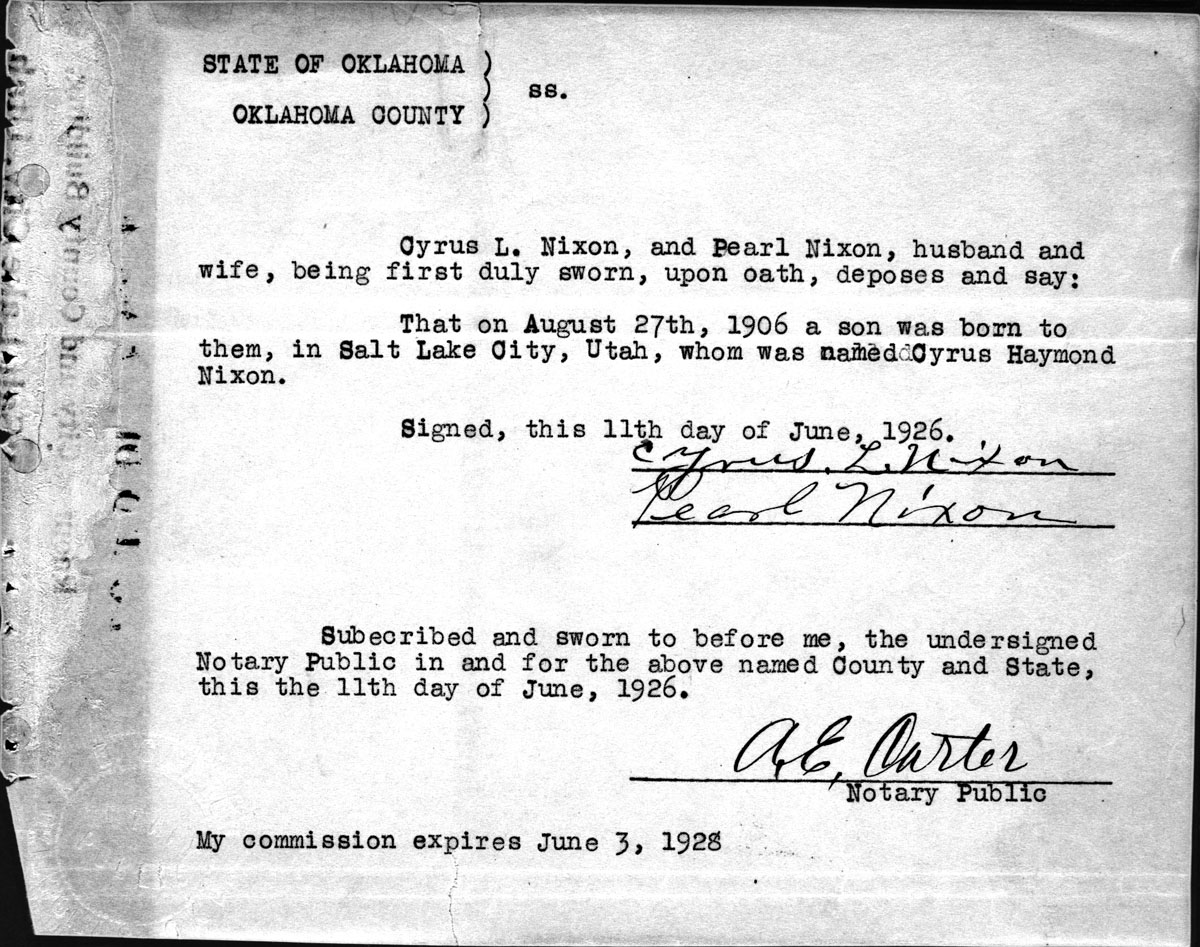 STATE OF OKLAHOMA )
) ss.
OKLAHOMA COUNTY )
Cyrus L. Nixon, and Pearl Nixon, husband and
wife, being first duly sworn, upon oath, deposes and say:
That on August 27th, 1906 a son was born to
them, in Salt Lake City, Utah, whom was namedd Cyrus Haymond
Nixon.
Signed, this 11th day of June, 1926.
Cyrus. L. Nixon
Pearl Nixon
Subecribed and sworn to before me, the undersigned
Notary Public in and for the above named County and State,
this the 11th day of June, 1926.
A. E. Carter
Notary Public
My commission expires June 3, 1928